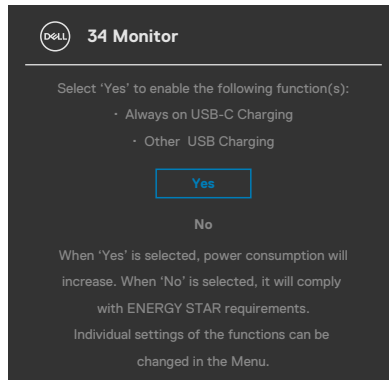 DELL
34 Monitor
Select ‘Yes’ to enable the following function(s):
· Always on USB-C Charging
· Other USB Charging
Yes
No
When ‘Yes’ is selected, power consumption will
increase. When ‘No’ is selected, it will comply
with ENERGY STAR requirements.
Individual settings of the functions can be
changed in the Menu.